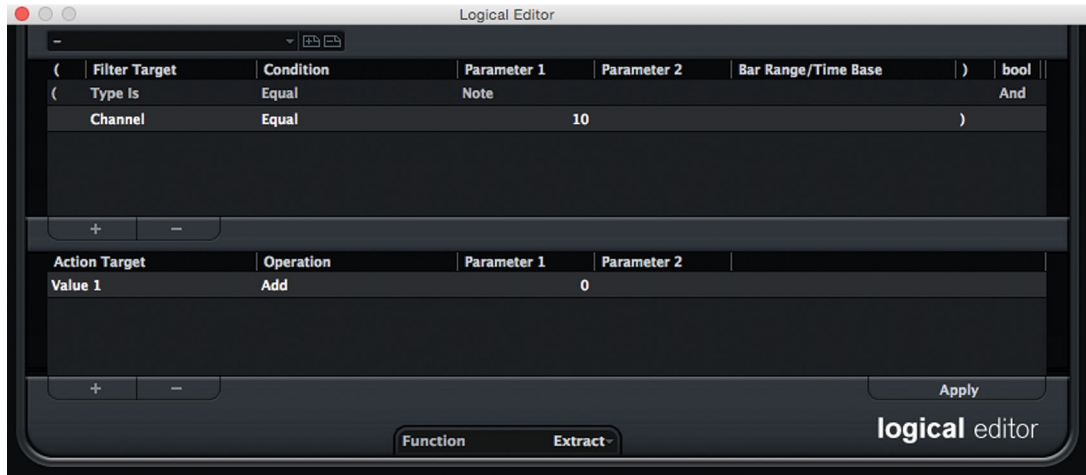 Logical Editor
–
( Filter Target Condition Parameter 1 Parameter 2 Bar Range/Time Base ) bool
( Type Is Equal Note And
Channel Equal 10 )
+ –
Action Target Operation Parameter 1 Parameter 2
Value 1 Add 0
+ –
Apply
logical editor
Function Extract